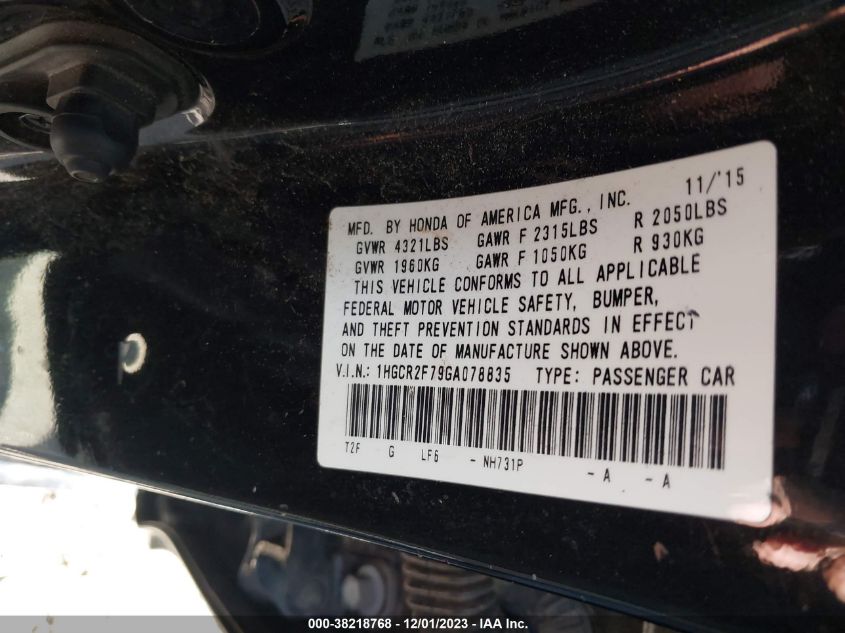 MFD. BY HONDA OF AMERICA MFG., INC. 11/'15
GVWR 4321LBS GAWR F 2315LBS R 2050LBS
GVWR 1960KG GAWR F 1050KG R 930KG
THIS VEHICLE CONFORMS TO ALL APPLICABLE
FEDERAL MOTOR VEHICLE SAFETY, BUMPER,
AND THEFT PREVENTION STANDARDS IN EFFECT
ON THE DATE OF MANUFACTURE SHOWN ABOVE.
V.I.N.: 1HGCR2F79GA078835 TYPE: PASSENGER CAR
T2F G LF6 - NH731P - A - A
000-38218768 - 12/01/2023 - IAA Inc.